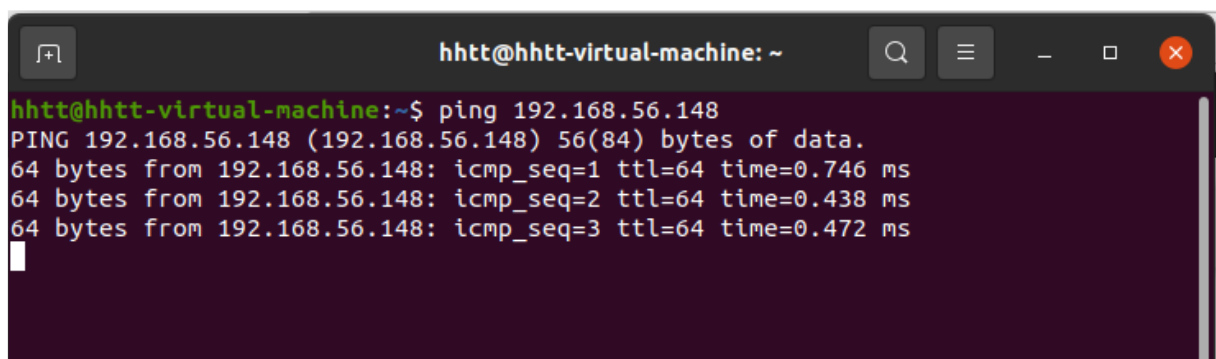 hhtt@hhtt-virtual-machine: ~
hhtt@hhtt-virtual-machine:~$ ping 192.168.56.148
PING 192.168.56.148 (192.168.56.148) 56(84) bytes of data.
64 bytes from 192.168.56.148: icmp_seq=1 ttl=64 time=0.746 ms
64 bytes from 192.168.56.148: icmp_seq=2 ttl=64 time=0.438 ms
64 bytes from 192.168.56.148: icmp_seq=3 ttl=64 time=0.472 ms